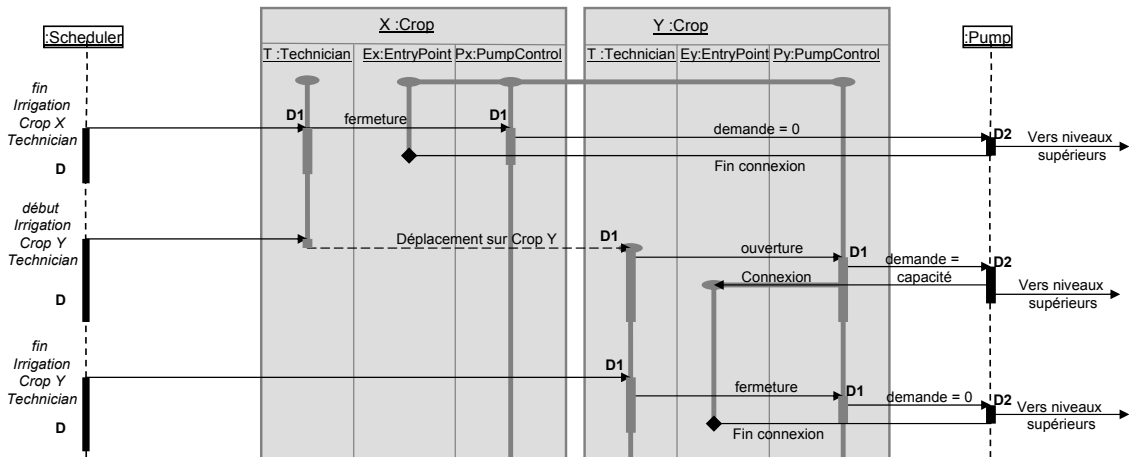 X :Crop
Y :Crop
:Scheduler
:Pump
T :Technician
Ex:EntryPoint
Px:PumpControl
T :Technician
Ey:EntryPoint
Py:PumpControl
fin
Irrigation
Crop X
Technician
D
D1
fermeture
D1
demande = 0
D2
Vers niveaux
supérieurs
Fin connexion
début
Irrigation
Crop Y
Technician
D
Déplacement sur Crop Y
D1
ouverture
D1
demande =
capacité
D2
Connexion
Vers niveaux
supérieurs
fin
Irrigation
Crop Y
Technician
D
D1
fermeture
D1
demande = 0
D2
Vers niveaux
supérieurs
Fin connexion